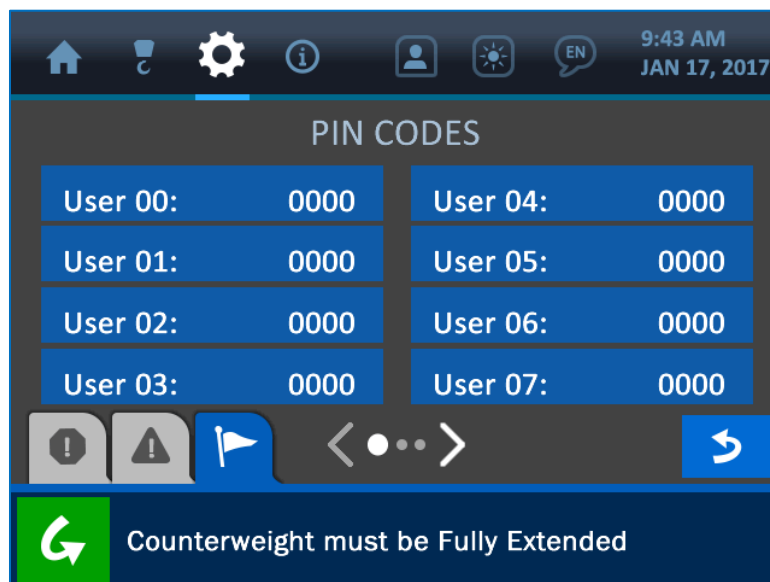 EN
9:43 AM
JAN 17, 2017
PIN CODES
User 00: 0000
User 04: 0000
User 01: 0000
User 05: 0000
User 02: 0000
User 06: 0000
User 03: 0000
User 07: 0000
Counterweight must be Fully Extended